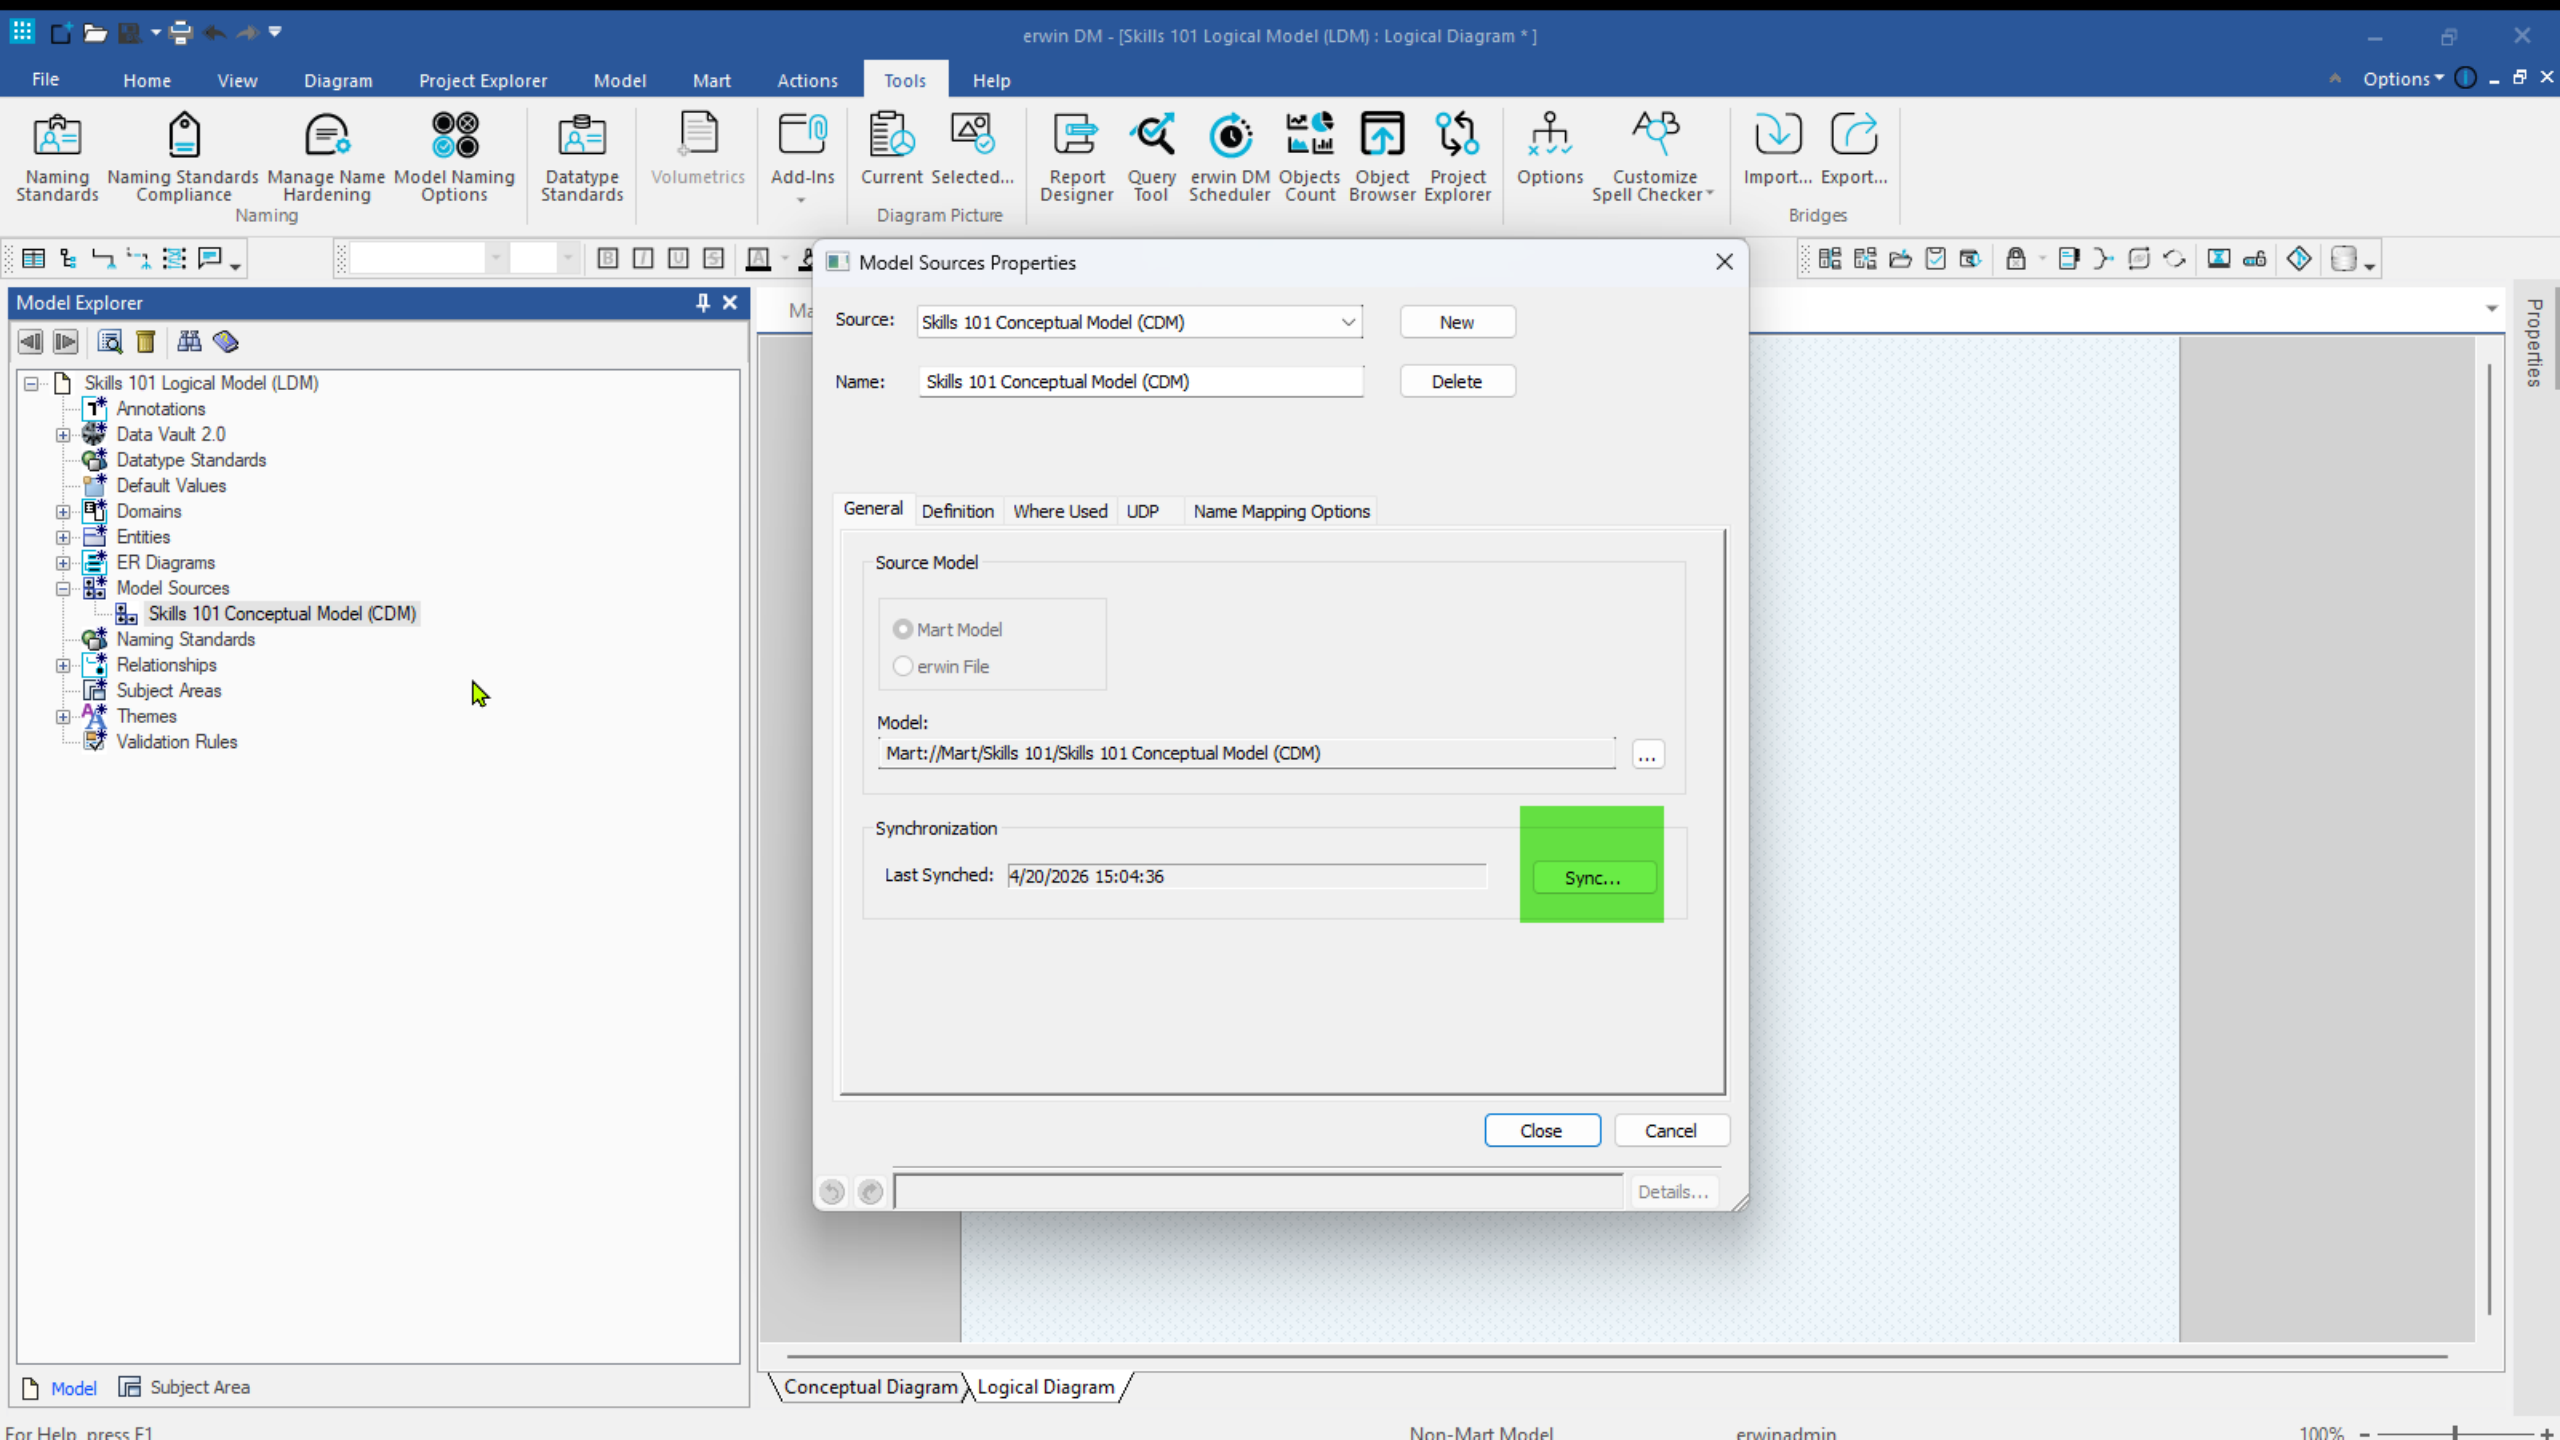 erwin DM - [Skills 101 Logical Model (LDM) : Logical Diagram * ]
File Home View Diagram Project Explorer Model Mart Actions Tools Help Options
Naming Standards
Naming Standards Compliance
Manage Name Hardening
Model Naming Options
Naming
Datatype Standards
Volumetrics
Add-Ins
Current Selected...
Diagram Picture
Report Designer
Query Tool
erwin DM Scheduler
Objects Count
Object Browser
Project Explorer
Options
Customize Spell Checker
Import... Export...
Bridges
B I U S A
Model Explorer
Skills 101 Logical Model (LDM)
Annotations
Data Vault 2.0
Datatype Standards
Default Values
Domains
Entities
ER Diagrams
Model Sources
Skills 101 Conceptual Model (CDM)
Naming Standards
Relationships
Subject Areas
Themes
Validation Rules
Model Subject Area
Ma
Model Sources Properties
Source: Skills 101 Conceptual Model (CDM) New
Name: Skills 101 Conceptual Model (CDM) Delete
General Definition Where Used UDP Name Mapping Options
Source Model
Mart Model
erwin File
Model:
Mart://Mart/Skills 101/Skills 101 Conceptual Model (CDM) ...
Synchronization
Last Synched: 4/20/2026 15:04:36 Sync...
Close Cancel
Details...
Properties
Conceptual Diagram Logical Diagram
For Help, press F1 Non-Mart Model erwinadmin 100%